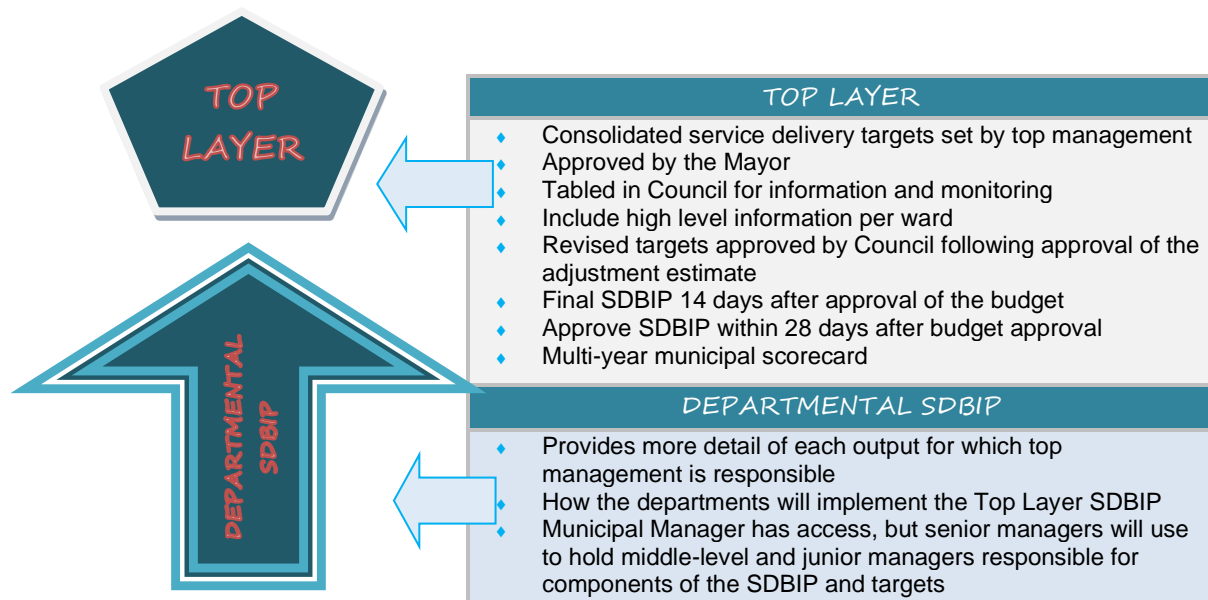 TOP
LAYER
TOP LAYER
♦ Consolidated service delivery targets set by top management
♦ Approved by the Mayor
♦ Tabled in Council for information and monitoring
♦ Include high level information per ward
♦ Revised targets approved by Council following approval of the
adjustment estimate
♦ Final SDBIP 14 days after approval of the budget
♦ Approve SDBIP within 28 days after budget approval
♦ Multi-year municipal scorecard
DEPARTMENTAL
SDBIP
DEPARTMENTAL SDBIP
♦ Provides more detail of each output for which top
management is responsible
♦ How the departments will implement the Top Layer SDBIP
♦ Municipal Manager has access, but senior managers will use
to hold middle-level and junior managers responsible for
components of the SDBIP and targets